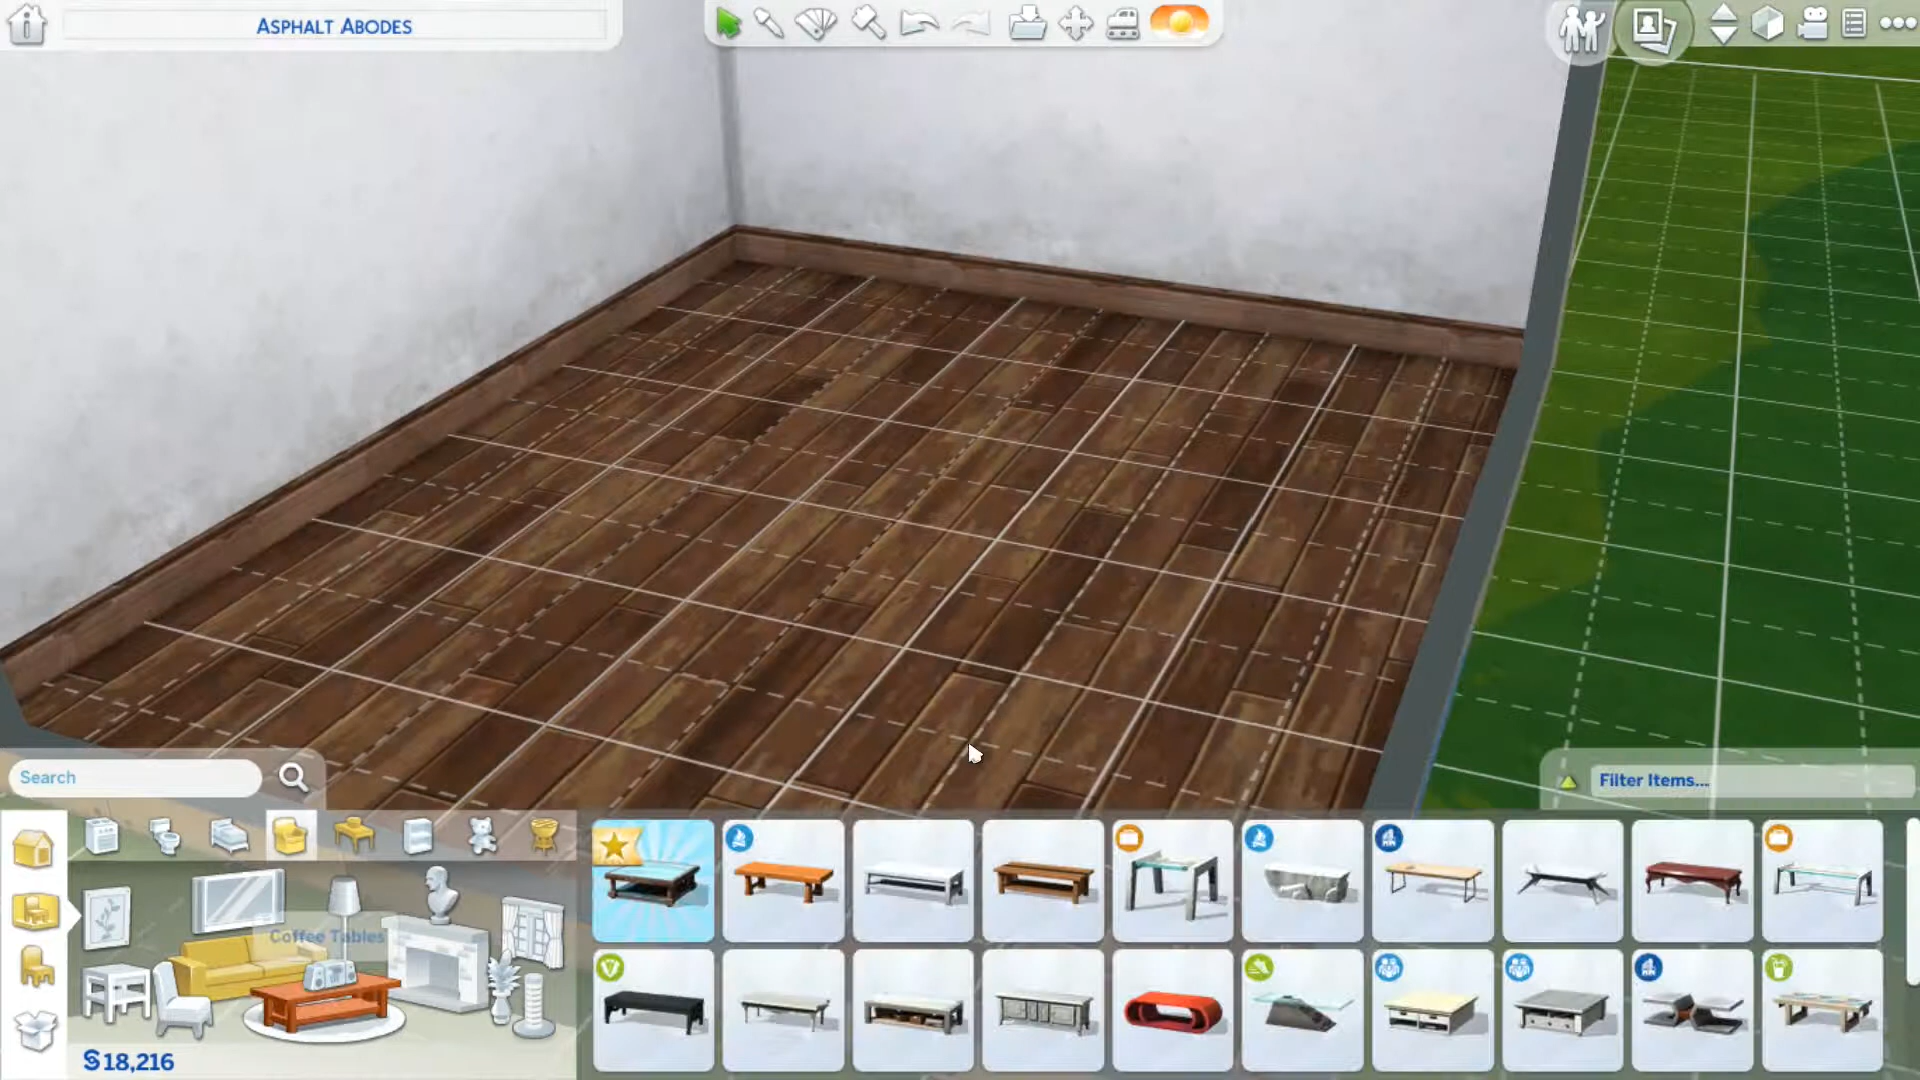 ASPHALT ABODES
Search
Filter Items...
Coffee Tables
§18,216